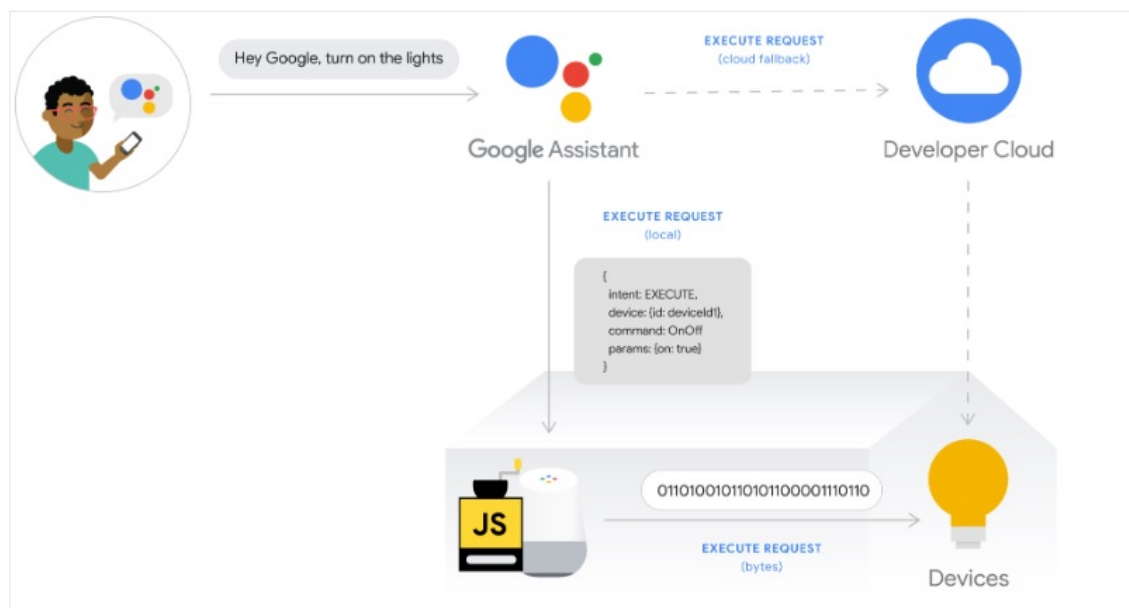 Hey Google, turn on the lights
EXECUTE REQUEST
(cloud fallback)
Google Assistant
Developer Cloud
EXECUTE REQUEST
(local)
{
intent: EXECUTE,
device: {id: deviceId1},
command: OnOff
params: {on: true}
}
JS
011010010110101100001110110
EXECUTE REQUEST
(bytes)
Devices